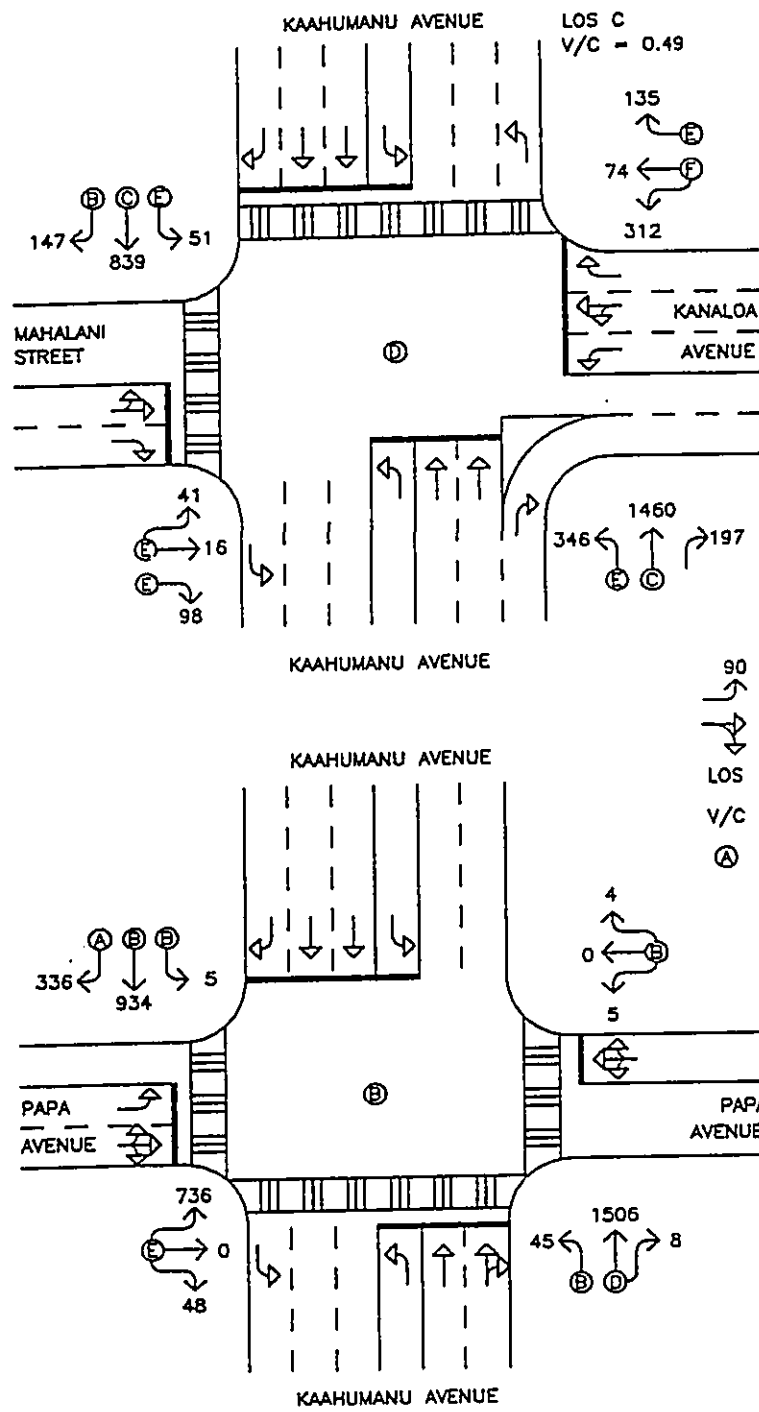 KAAHUMANU AVENUE
LOS C
V/C = 0.49
135
E
74
F
312
B C E
147
839
51
MAHALANI
STREET
D
KANALOA
AVENUE
41
E
16
E
98
1460
346
197
E C
KAAHUMANU AVENUE
90
KAAHUMANU AVENUE
LOS
V/C
A
4
0
B
5
A B B
336
934
5
PAPA
AVENUE
B
PAPA
AVENUE
736
E
0
48
1506
45
8
B D
KAAHUMANU AVENUE